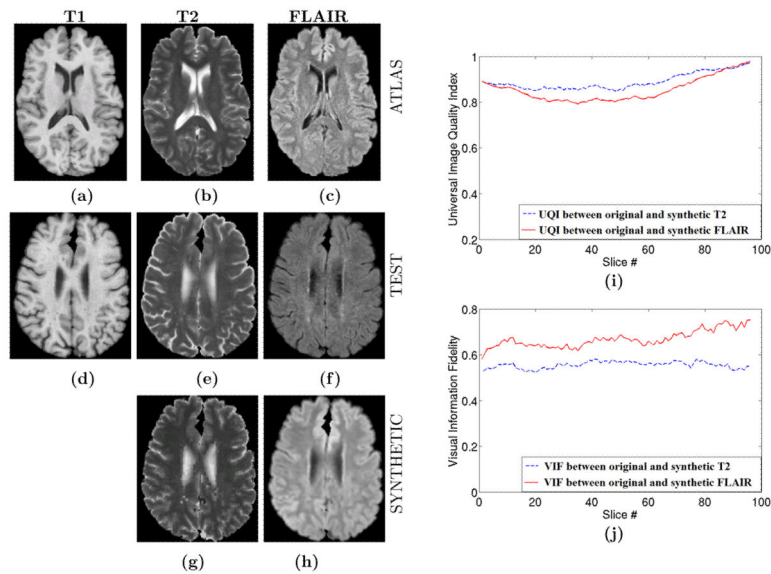 T1 T2 FLAIR
ATLAS
(a) (b) (c)
TEST
(d) (e) (f)
SYNTHETIC
(g) (h)
Universal Image Quality Index
1
0.8
0.6
0.4
0.2
UQI between original and synthetic T2
UQI between original and synthetic FLAIR
0 20 40 60 80 100
Slice #
(i)
Visual Information Fidelity
0.8
0.6
0.4
0.2
0
VIF between original and synthetic T2
VIF between original and synthetic FLAIR
0 20 40 60 80 100
Slice #
(j)